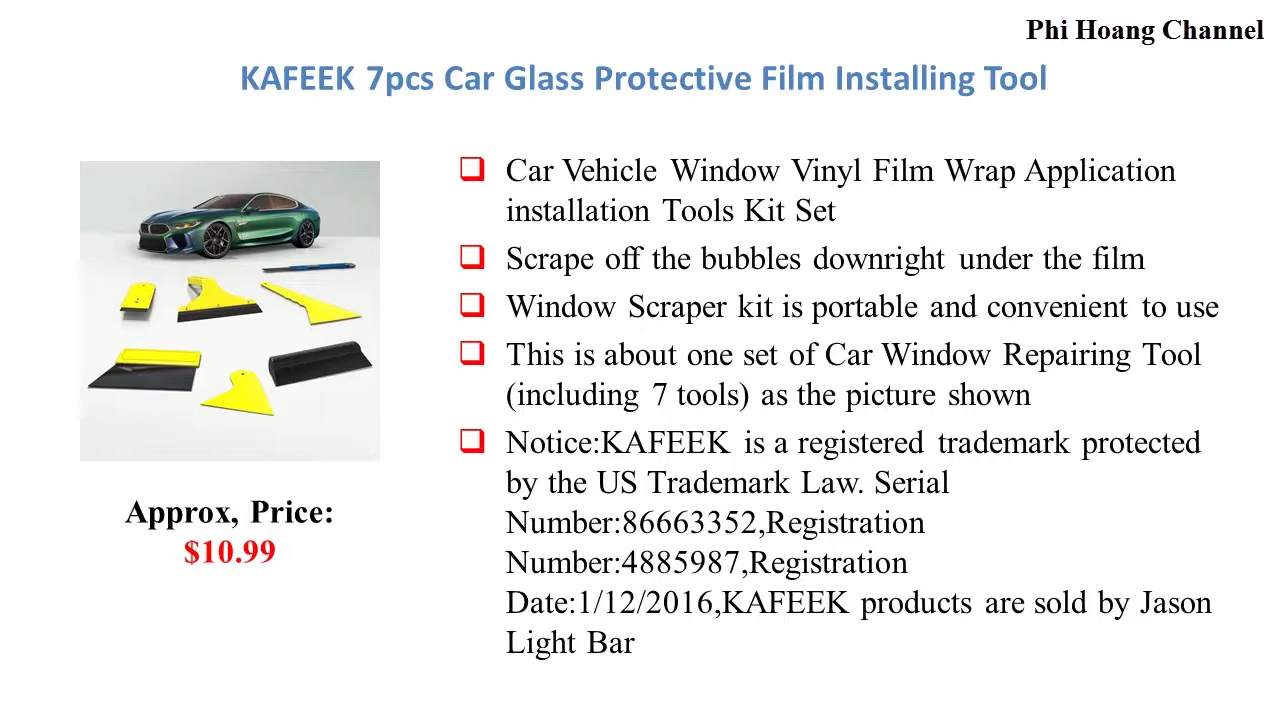 Phi Hoang Channel
KAFEEK 7pcs Car Glass Protective Film Installing Tool
Car Vehicle Window Vinyl Film Wrap Application
installation Tools Kit Set
Scrape off the bubbles downright under the film
Window Scraper kit is portable and convenient to use
This is about one set of Car Window Repairing Tool
(including 7 tools) as the picture shown
Notice:KAFEEK is a registered trademark protected
by the US Trademark Law. Serial
Number:86663352,Registration
Number:4885987,Registration
Date:1/12/2016,KAFEEK products are sold by Jason
Light Bar
Approx, Price:
$10.99